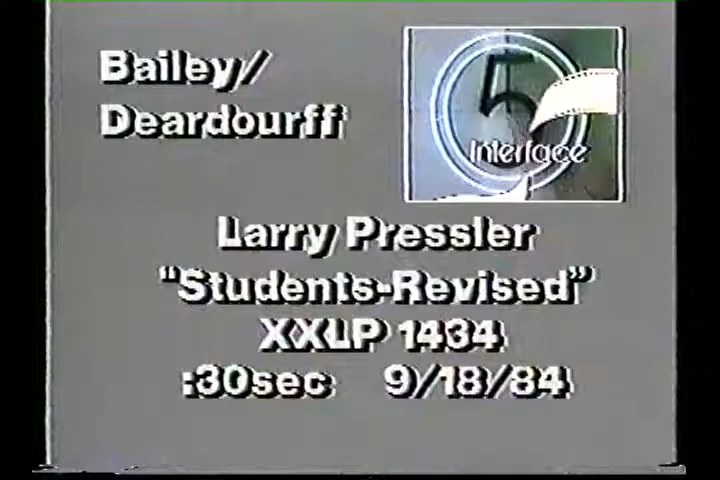 Bailey/
Deardourff
5
Interface
Larry Pressler
"Students-Revised"
XXLP 1434
:30sec 9/18/84